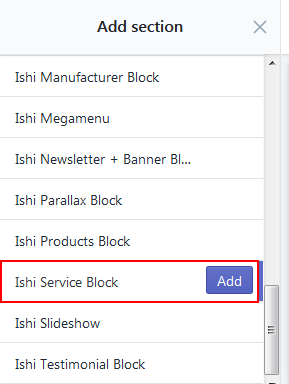 Add section
Ishi Manufacturer Block
Ishi Megamenu
Ishi Newsletter + Banner Bl...
Ishi Parallax Block
Ishi Products Block
Ishi Service Block Add
Ishi Slideshow
Ishi Testimonial Block